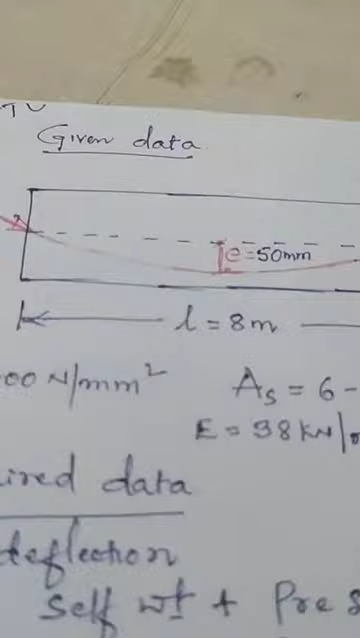 Given data
e = 50mm
l = 8m
00 N/mm²
As = 6 -
E = 38 kN/
ired data
deflection
self wt + Pre s